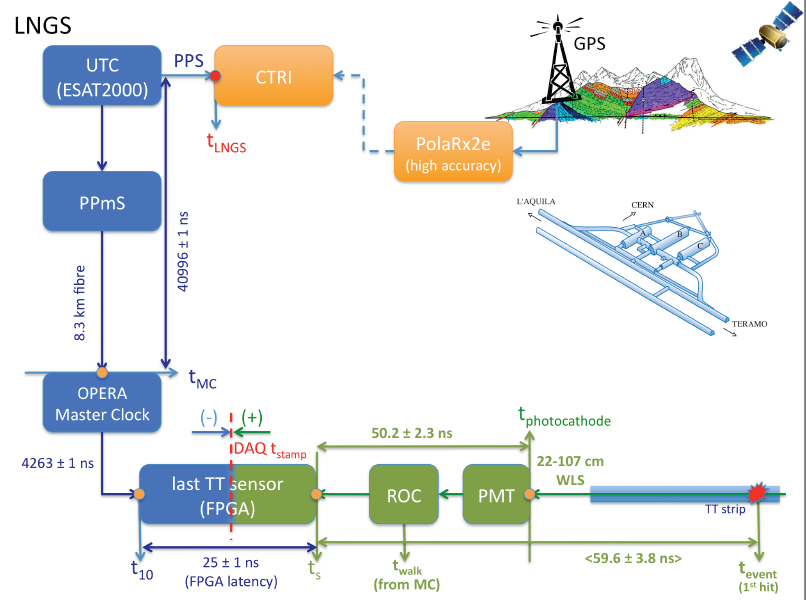 LNGS
UTC
(ESAT2000)
PPS
CTRI
GPS
t_LNGS
PolaRx2e
(high accuracy)
PPmS
40996 ± 1 ns
8.3 km fibre
L'AQUILA
CERN
A
B
C
TERAMO
t_MC
OPERA
Master Clock
(-)
(+)
DAQ t_stamp
50.2 ± 2.3 ns
t_photocathode
4263 ± 1 ns
22-107 cm
WLS
last TT sensor
(FPGA)
ROC
PMT
TT strip
t_10
25 ± 1 ns
(FPGA latency)
t_s
t_walk
(from MC)
<59.6 ± 3.8 ns>
t_event
(1st hit)